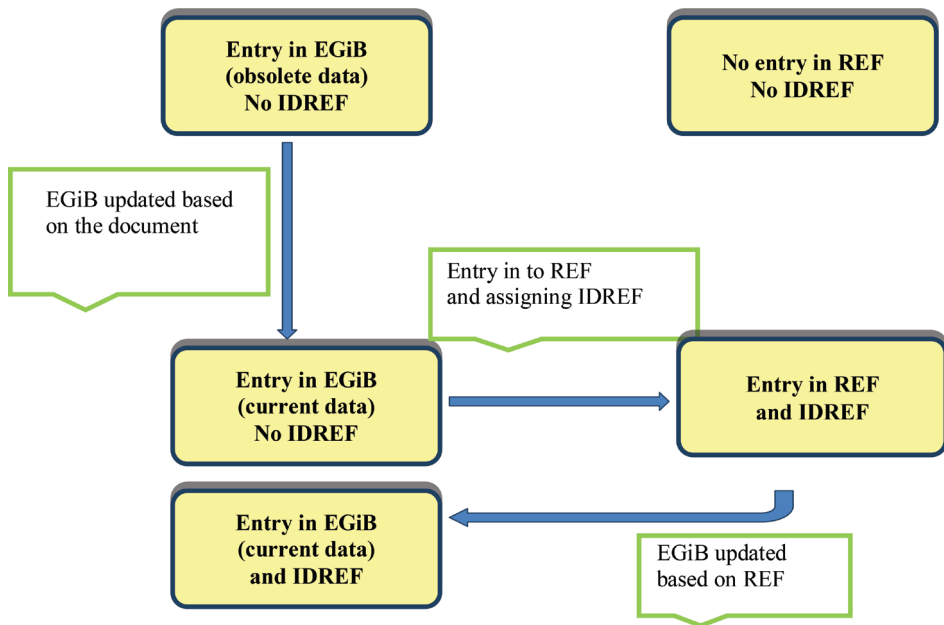 Entry in EGiB
(obsolete data)
No IDREF
No entry in REF
No IDREF
EGiB updated based
on the document
Entry in to REF
and assigning IDREF
Entry in EGiB
(current data)
No IDREF
Entry in REF
and IDREF
Entry in EGiB
(current data)
and IDREF
EGiB updated
based on REF